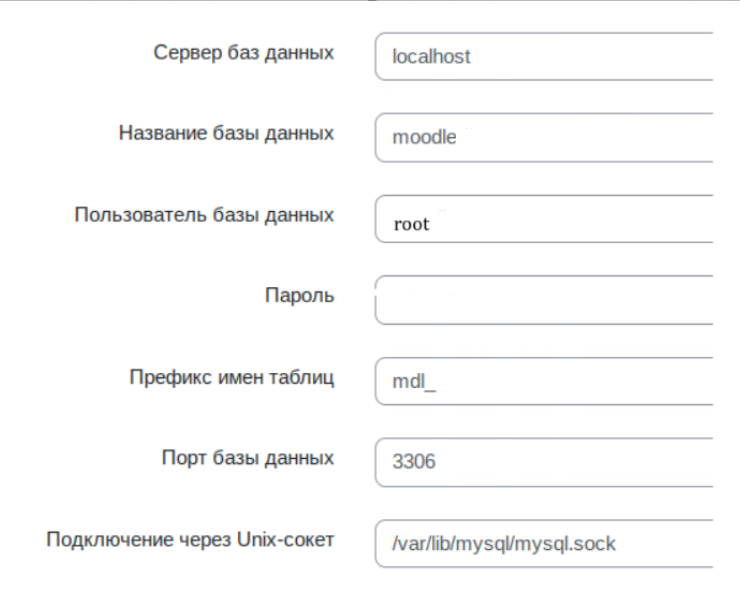 Сервер баз данных localhost
Название базы данных moodle
Пользователь базы данных root
Пароль
Префикс имен таблиц mdl_
Порт базы данных 3306
Подключение через Unix-сокет /var/lib/mysql/mysql.sock